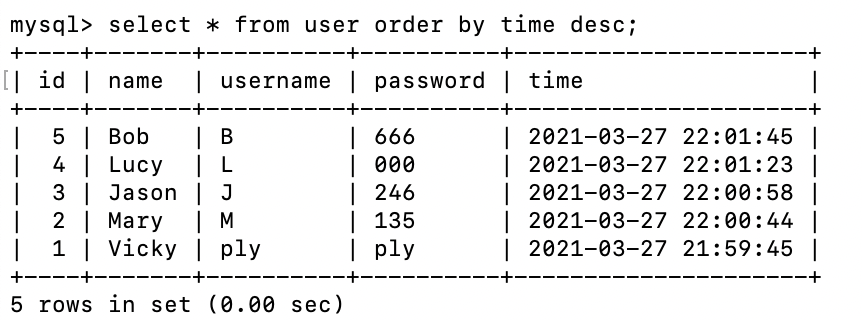 mysql> select * from user order by time desc;
+----+-------+----------+----------+---------------------+
| id | name  | username | password | time                |
+----+-------+----------+----------+---------------------+
|  5 | Bob   | B        | 666      | 2021-03-27 22:01:45 |
|  4 | Lucy  | L        | 000      | 2021-03-27 22:01:23 |
|  3 | Jason | J        | 246      | 2021-03-27 22:00:58 |
|  2 | Mary  | M        | 135      | 2021-03-27 22:00:44 |
|  1 | Vicky | ply      | ply      | 2021-03-27 21:59:45 |
+----+-------+----------+----------+---------------------+
5 rows in set (0.00 sec)